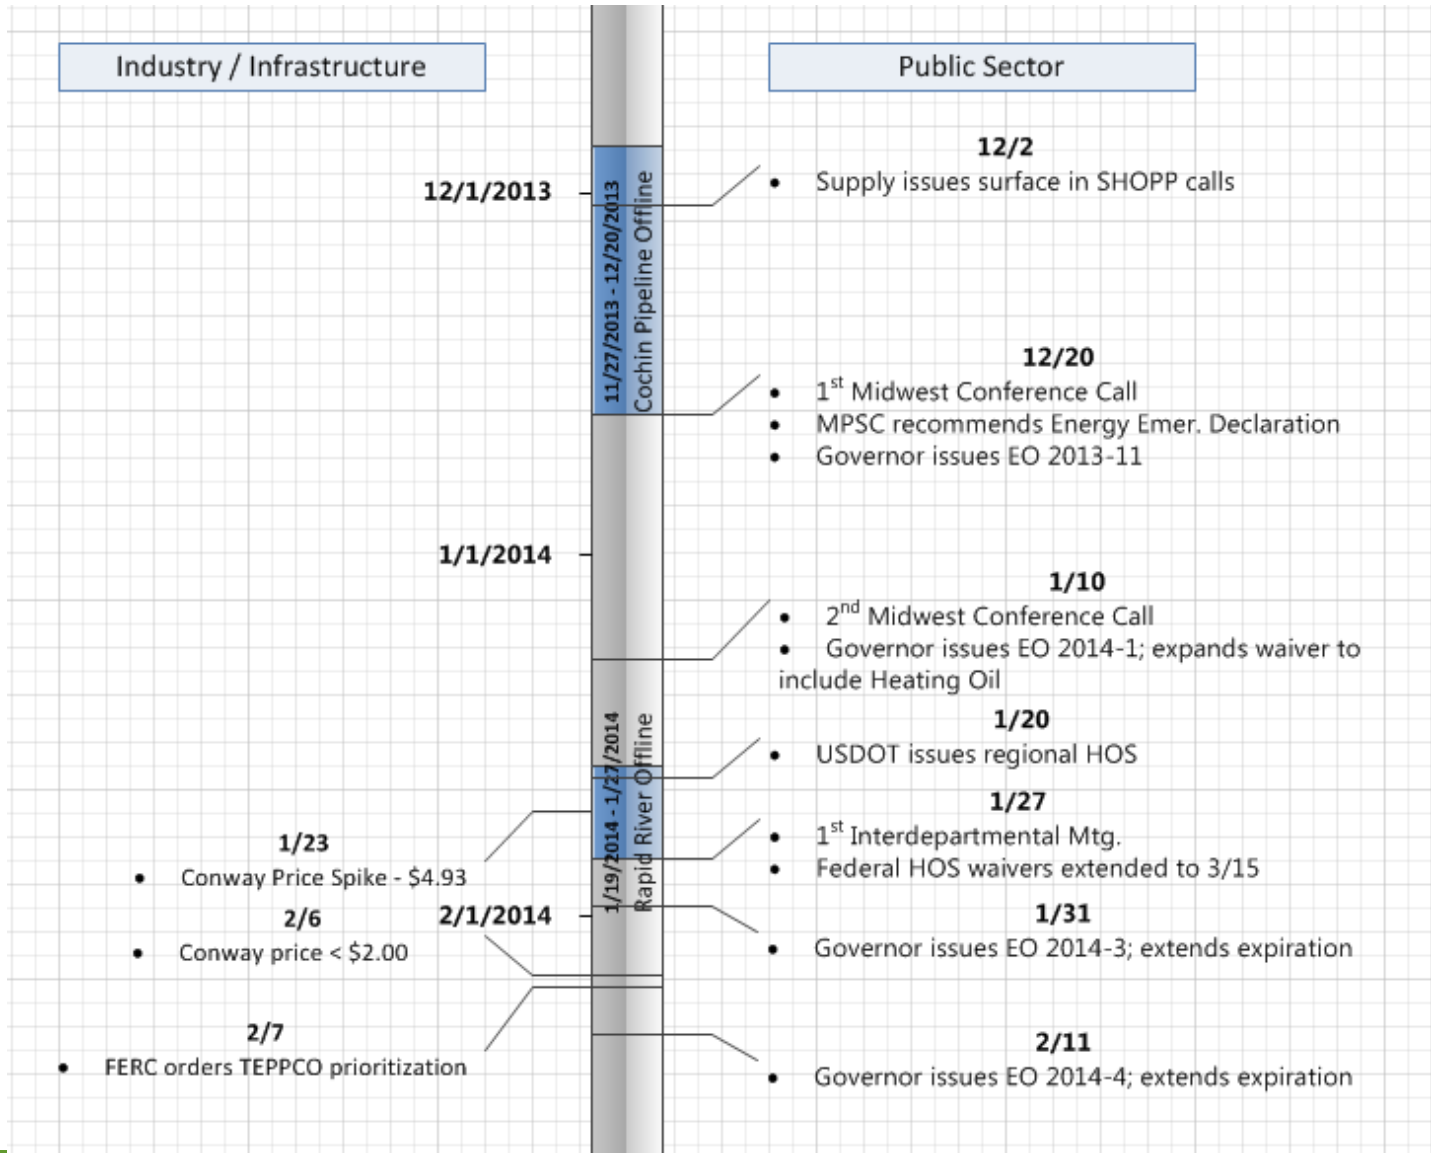 Industry / Infrastructure
Public Sector
12/1/2013
1/1/2014
2/1/2014
11/27/2013 - 12/20/2013
Cochin Pipeline Offline
1/19/2014 - 1/27/2014
Rapid River Offline
1/23
• Conway Price Spike - $4.93
2/6
• Conway price < $2.00
2/7
• FERC orders TEPPCO prioritization
12/2
• Supply issues surface in SHOPP calls
12/20
• 1st Midwest Conference Call
• MPSC recommends Energy Emer. Declaration
• Governor issues EO 2013-11
1/10
• 2nd Midwest Conference Call
• Governor issues EO 2014-1; expands waiver to
include Heating Oil
1/20
• USDOT issues regional HOS
1/27
• 1st Interdepartmental Mtg.
• Federal HOS waivers extended to 3/15
1/31
• Governor issues EO 2014-3; extends expiration
2/11
• Governor issues EO 2014-4; extends expiration